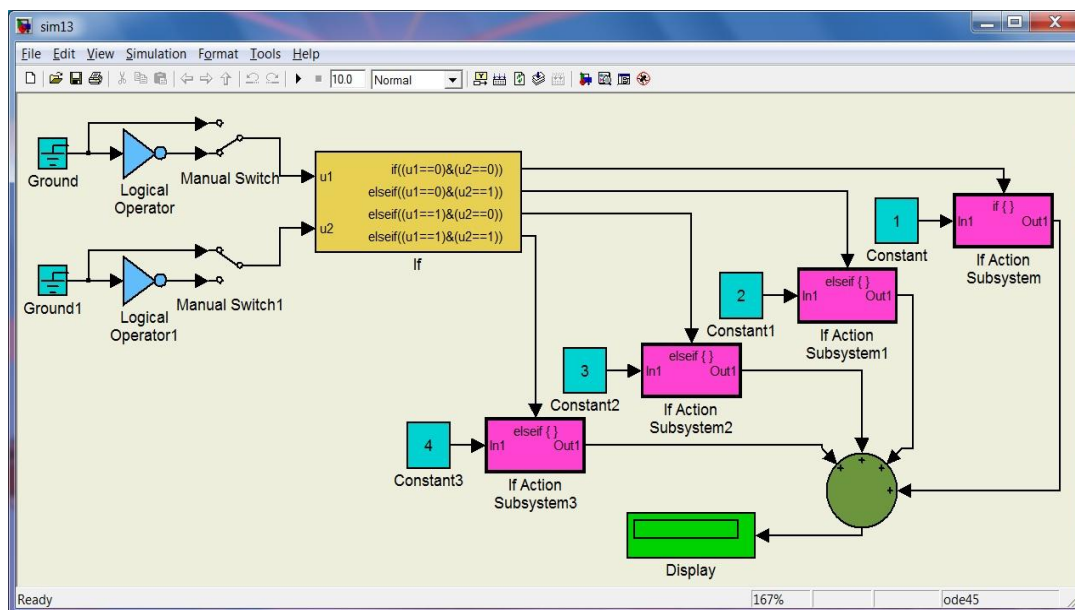 sim13
File Edit View Simulation Format Tools Help
10.0 Normal
Ground
Logical
Operator
Manual Switch
Ground1
Logical
Operator1
Manual Switch1
u1
u2
if((u1==0)&(u2==0))
elseif((u1==0)&(u2==1))
elseif((u1==1)&(u2==0))
elseif((u1==1)&(u2==1))
If
1
Constant
if { }
In1 Out1
If Action
Subsystem
2
Constant1
elseif { }
In1 Out1
If Action
Subsystem1
3
Constant2
elseif { }
In1 Out1
If Action
Subsystem2
4
Constant3
elseif { }
In1 Out1
If Action
Subsystem3
+ + + +
Display
Ready 167% ode45